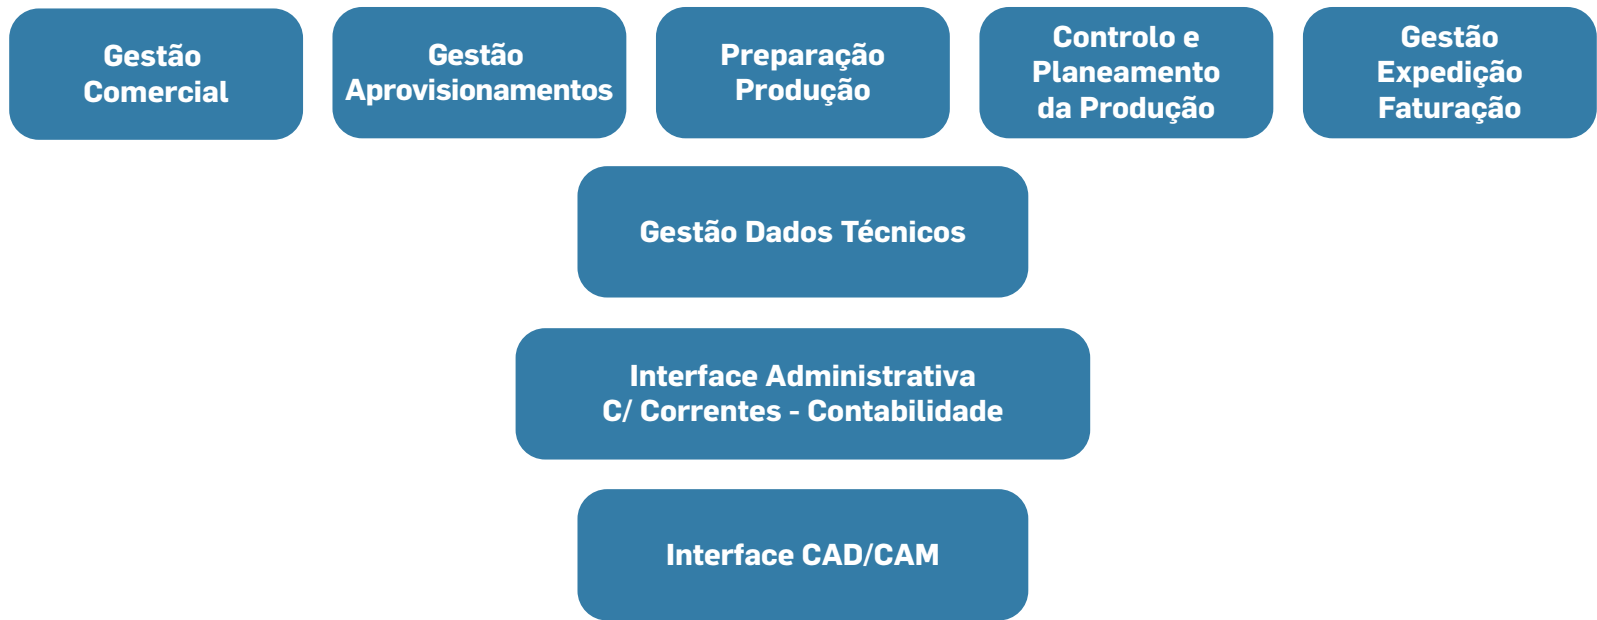 Gestão
Comercial
Gestão
Aprovisionamentos
Preparação
Produção
Controlo e
Planeamento
da Produção
Gestão
Expedição
Faturação
Gestão Dados Técnicos
Interface Administrativa
C/ Correntes - Contabilidade
Interface CAD/CAM